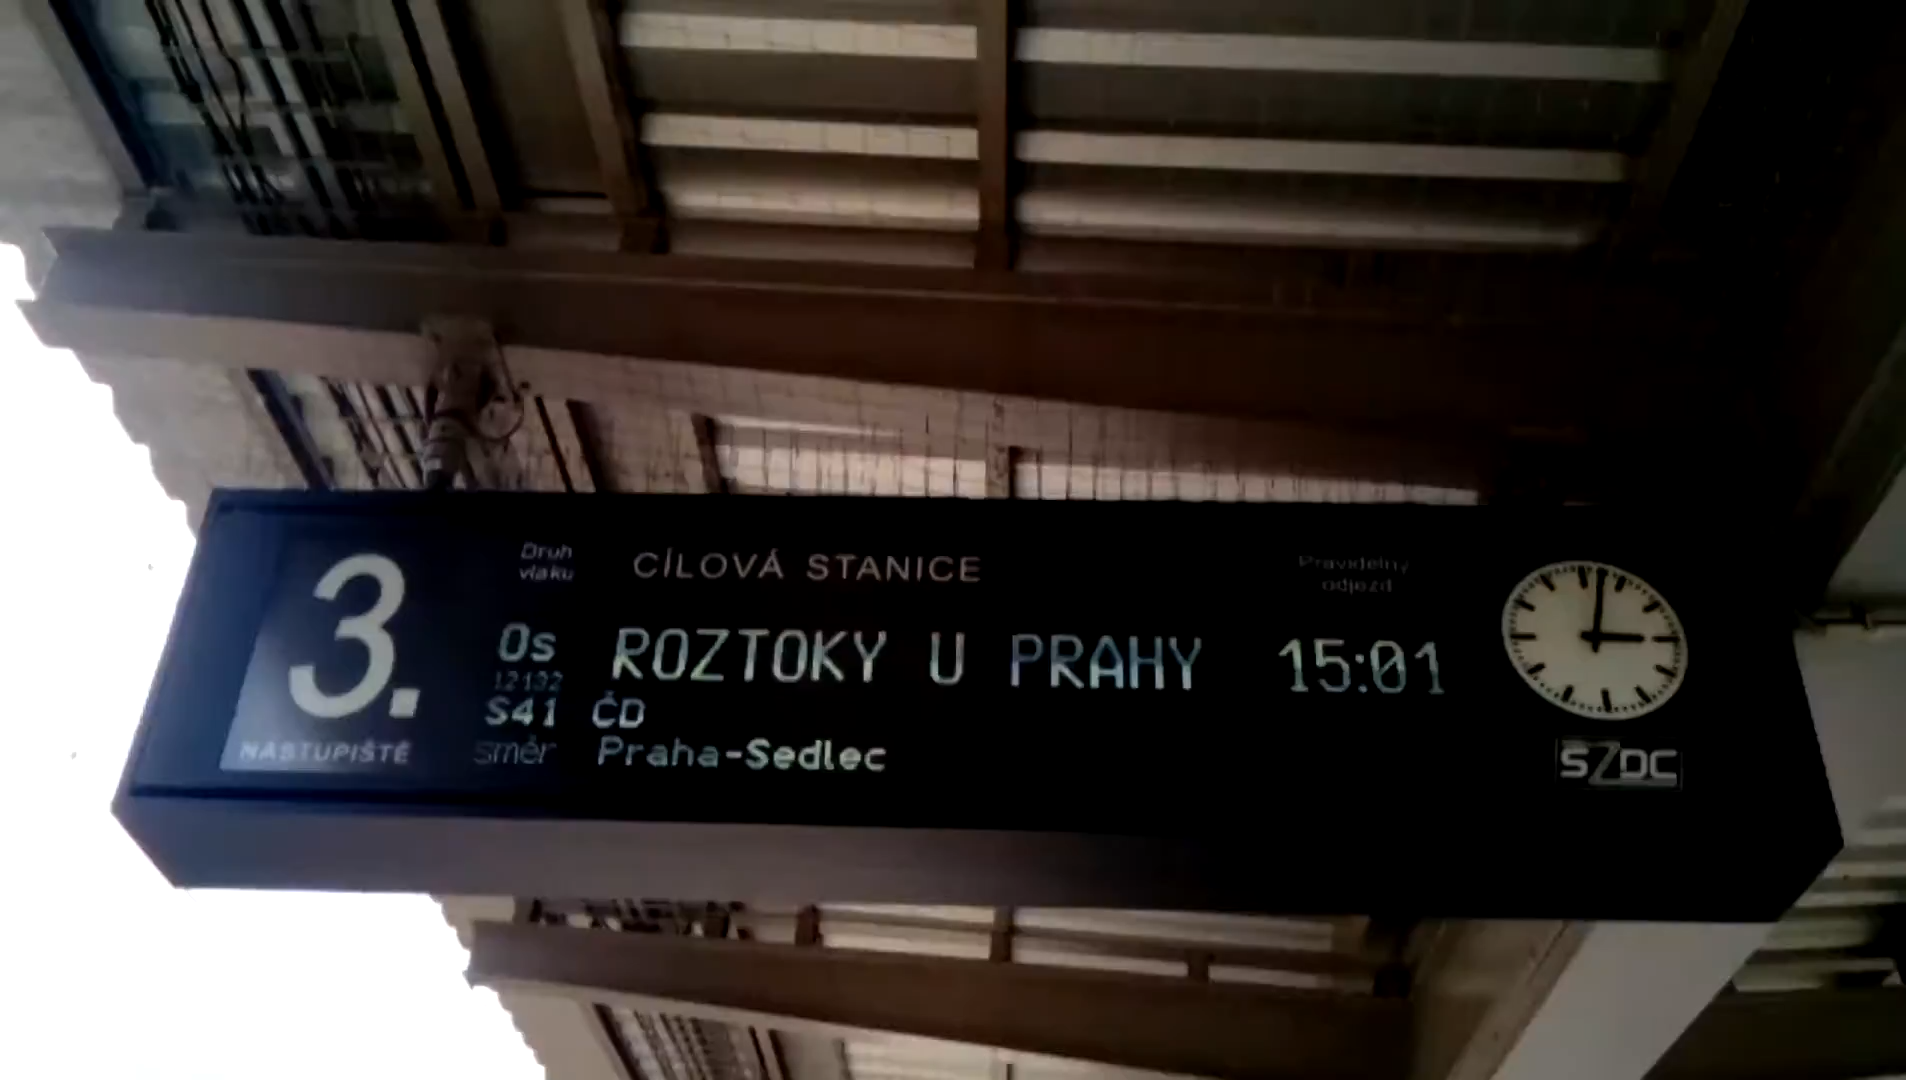 3.
NÁSTUPIŠTĚ
Druh
vlaku
CÍLOVÁ STANICE
Pravidelný
odjezd
Os
ROZTOKY U PRAHY
15:01
12132
S41 ČD
směr Praha-Sedlec
SŽDC